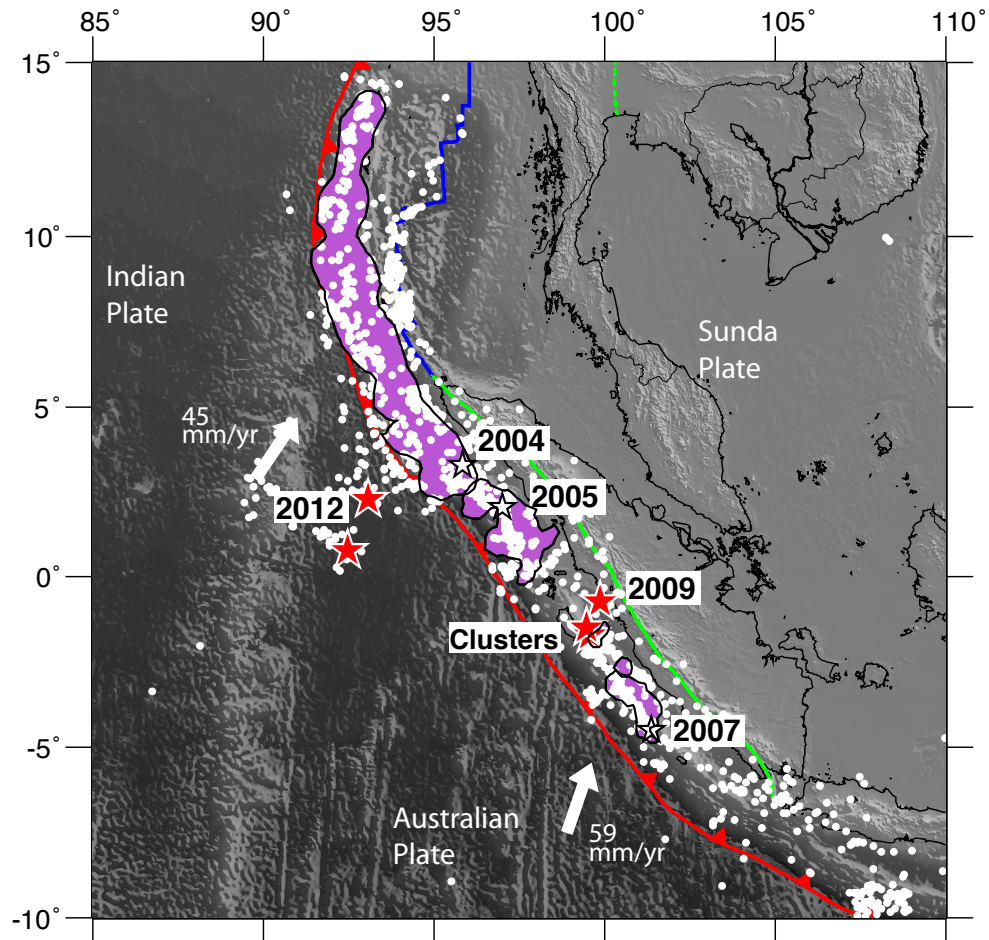 85° 90° 95° 100° 105° 110°
15°
10°
Indian
Plate
Sunda
Plate
5°
45
mm/yr
2004
2005
2012
0°
2009
Clusters
2007
-5°
Australian
Plate
59
mm/yr
-10°